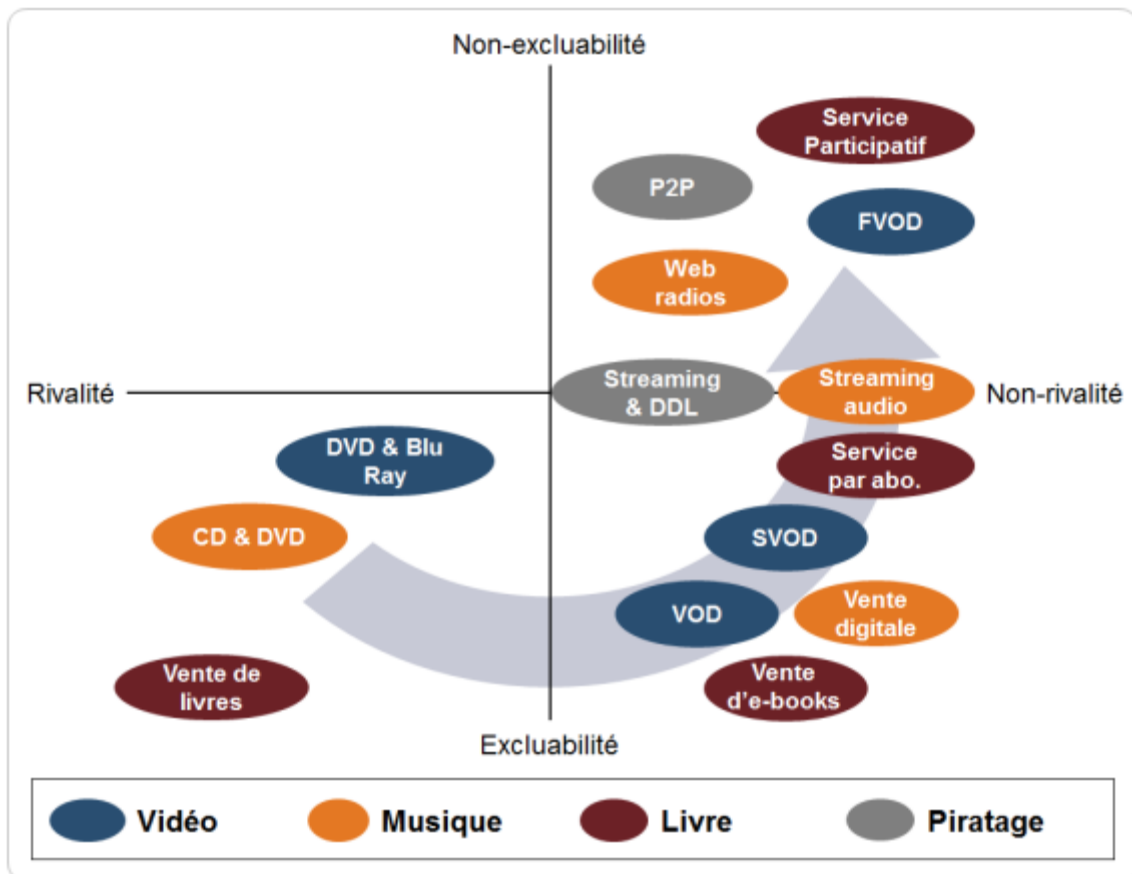 Non-excluabilité
Service
Participatif
P2P
FVOD
Web
radios
Rivalité
Streaming
& DDL
Streaming
audio
Non-rivalité
DVD & Blu
Ray
Service
par abo.
CD & DVD
SVOD
VOD
Vente
digitale
Vente de
livres
Vente
d'e-books
Excluabilité
Vidéo
Musique
Livre
Piratage